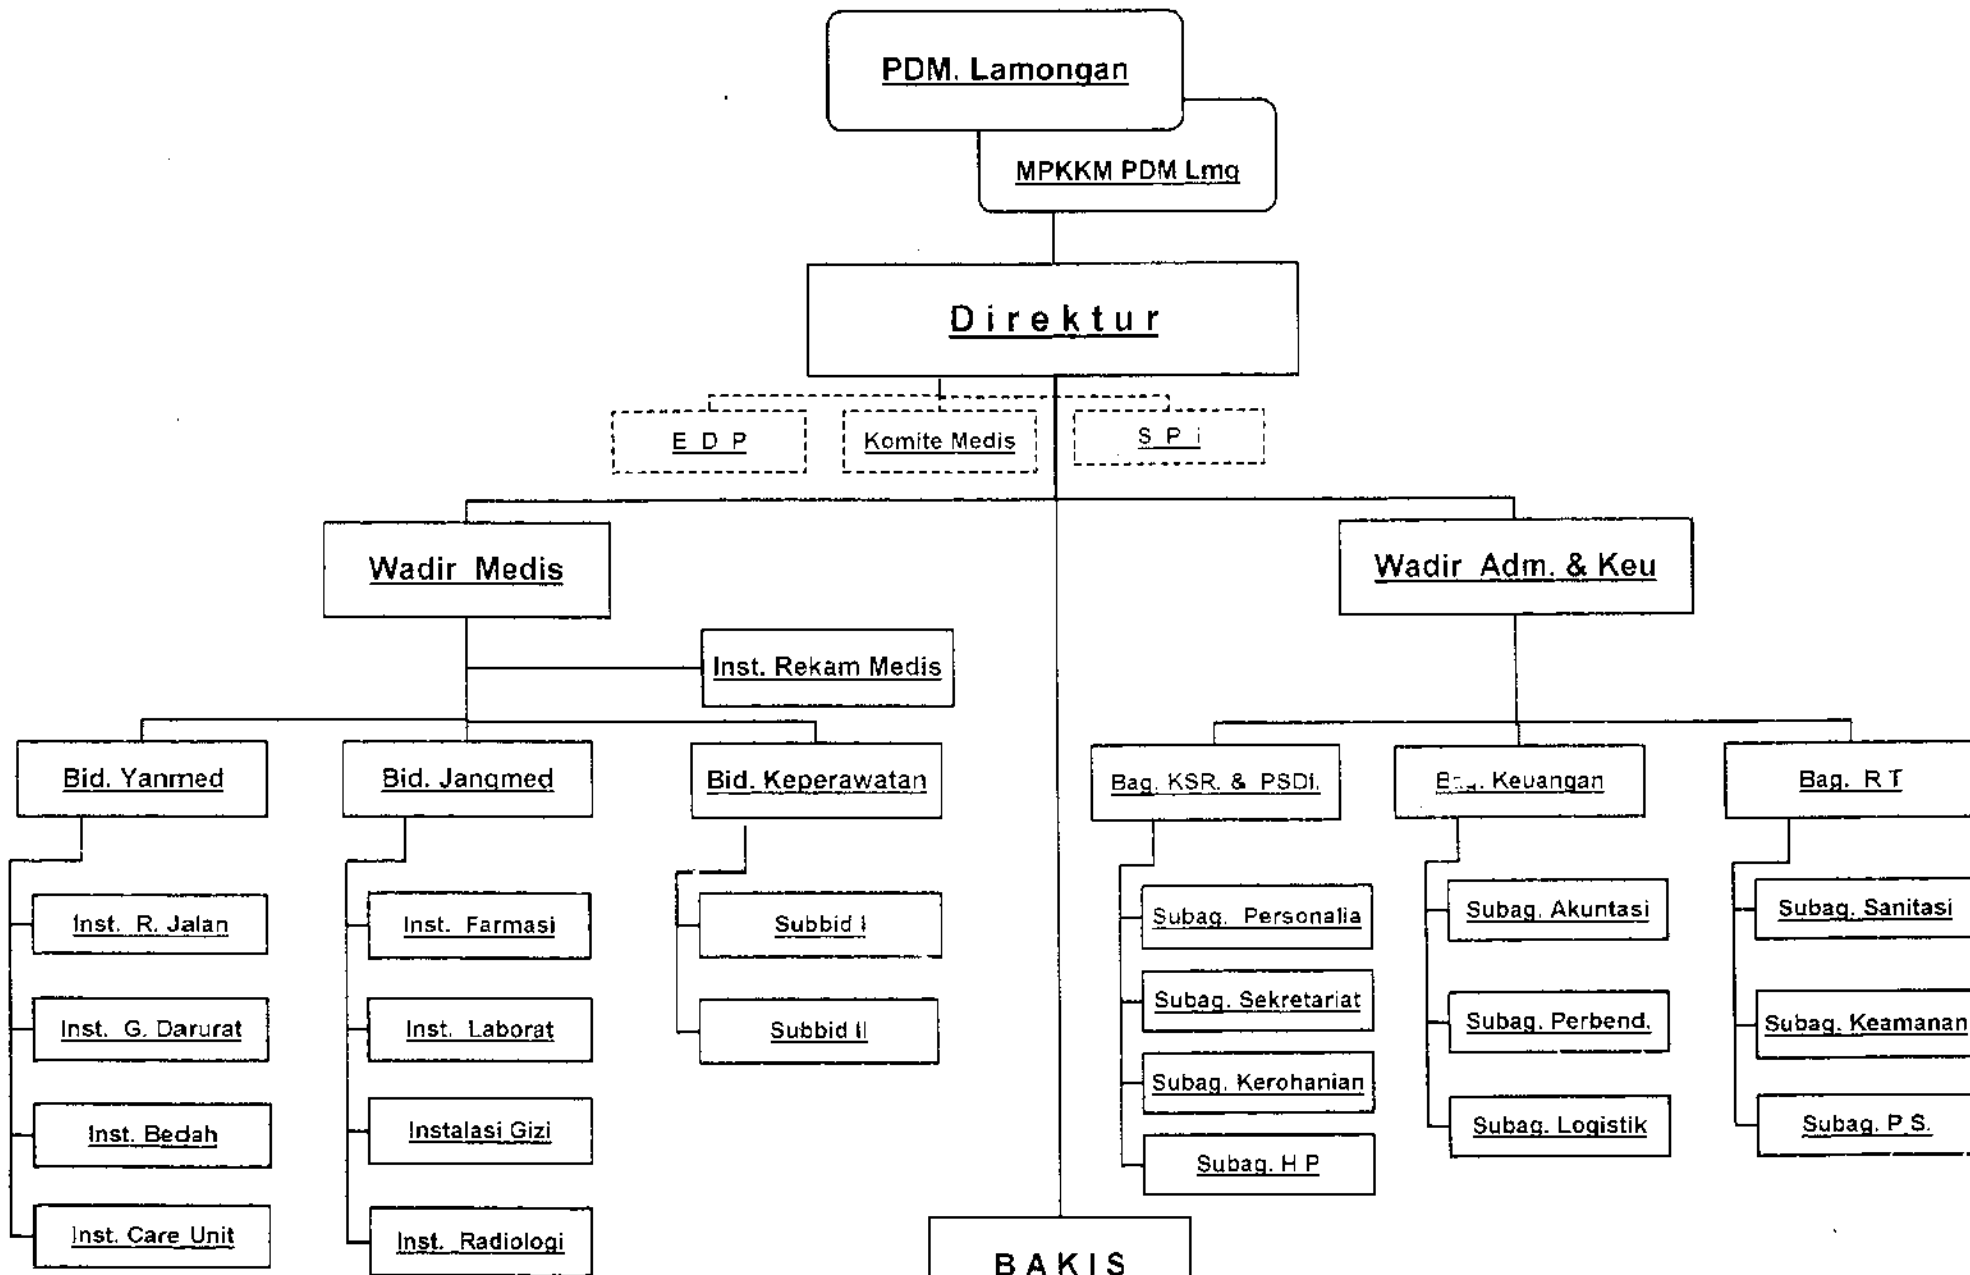 PDM. Lamongan
MPKKM PDM Lmg
Direktur
E D P
Komite Medis
S P i
Wadir Medis
Wadir Adm. & Keu
Inst. Rekam Medis
Bid. Yanmed
Bid. Jangmed
Bid. Keperawatan
Bag. KSR. & PSDI.
Keuangan
Bag. R T
Inst. R. Jalan
Inst. Farmasi
Subbid I
Subag. Personalia
Subag. Akuntasi
Subag. Sanitasi
Inst. G. Darurat
Inst. Laborat
Subbid II
Subag. Sekretariat
Subag. Perbend.
Subag. Keamanan
Subag. Kerohanian
Inst. Bedah
Instalasi Gizi
Subag. H P
Subag. Logistik
Subag. P.S.
Inst. Care Unit
Inst. Radiologi
BAKIS